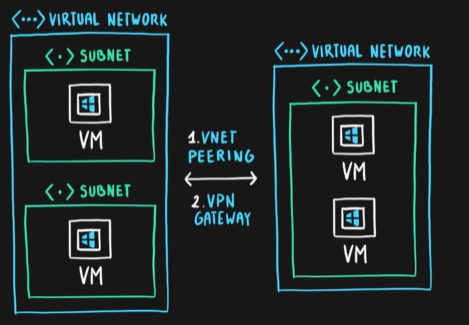 <···> VIRTUAL NETWORK
<·> SUBNET
VM
<·> SUBNET
VM
1.VNET
PEERING
2.VPN
GATEWAY
<···> VIRTUAL NETWORK
<·> SUBNET
VM
VM